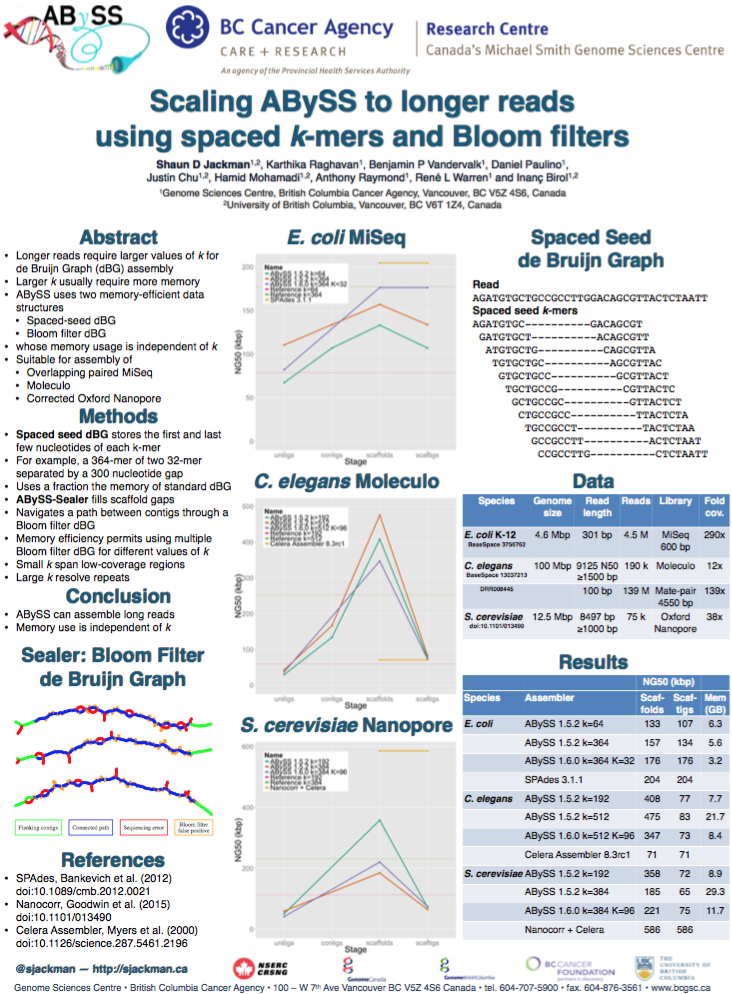 ABySS
BC Cancer Agency
CARE + RESEARCH
An agency of the Provincial Health Services Authority
Research Centre
Canada's Michael Smith Genome Sciences Centre
Scaling ABySS to longer reads
using spaced k-mers and Bloom filters
Shaun D Jackman1,2, Karthika Raghavan1, Benjamin P Vandervalk1, Daniel Paulino1,
Justin Chu1,2, Hamid Mohamadi1,2, Anthony Raymond1, René L Warren1 and Inanç Birol1,2
1Genome Sciences Centre, British Columbia Cancer Agency, Vancouver, BC V5Z 4S6, Canada
2University of British Columbia, Vancouver, BC V6T 1Z4, Canada
Abstract
• Longer reads require larger values of k for
de Bruijn Graph (dBG) assembly
• Larger k usually require more memory
• ABySS uses two memory-efficient data
structures
• Spaced-seed dBG
• Bloom filter dBG
• whose memory usage is independent of k
• Suitable for assembly of
• Overlapping paired MiSeq
• Moleculo
• Corrected Oxford Nanopore
Methods
• Spaced seed dBG stores the first and last
few nucleotides of each k-mer
• For example, a 364-mer of two 32-mer
separated by a 300 nucleotide gap
• Uses a fraction the memory of standard dBG
• ABySS-Sealer fills scaffold gaps
• Navigates a path between contigs through a
Bloom filter dBG
• Memory efficiency permits using multiple
Bloom filter dBG for different values of k
• Small k span low-coverage regions
• Large k resolve repeats
Conclusion
• ABySS can assemble long reads
• Memory use is independent of k
Sealer: Bloom Filter
de Bruijn Graph
Flanking contigs
Connected path
Sequencing error
Bloom filter
false positive
References
• SPAdes, Bankevich et al. (2012)
doi:10.1089/cmb.2012.0021
• Nanocorr, Goodwin et al. (2015)
doi:10.1101/013490
• Celera Assembler, Myers et al. (2000)
doi:10.1126/science.287.5461.2196
E. coli MiSeq
Name
ABySS 1.5.2 k=64
ABySS 1.5.2 k=364
ABySS 1.6.0 k=364 K=32
Reference k=64
Reference k=364
SPAdes 3.1.1
NG50 (kbp)
200
150
100
50
0
unitigs contigs scaffolds scaftigs
Stage
C. elegans Moleculo
Name
ABySS 1.5.2 k=192
ABySS 1.5.2 k=512
ABySS 1.6.0 k=512 K=96
Reference k=192
Reference k=512
Celera Assembler 8.3rc1
NG50 (kbp)
500
400
300
200
100
0
unitigs contigs scaffolds scaftigs
Stage
S. cerevisiae Nanopore
Name
ABySS 1.5.2 k=192
ABySS 1.5.2 k=384
ABySS 1.6.0 k=384 K=96
Reference k=192
Reference k=384
Nanocorr + Celera
NG50 (kbp)
600
400
200
0
unitigs contigs scaffolds scaftigs
Stage
Spaced Seed
de Bruijn Graph
Read
AGATGTGCTGCCGCCTTGGACAGCGTTACTCTAATT
Spaced seed k-mers
AGATGTGC----------GACAGCGT
GATGTGCT----------ACAGCGTT
ATGTGCTG----------CAGCGTTA
TGTGCTGC----------AGCGTTAC
GTGCTGCC----------GCGTTACT
TGCTGCCG----------CGTTACTC
GCTGCCGC----------GTTACTCT
CTGCCGCC----------TTACTCTA
TGCCGCCT----------TACTCTAA
GCCGCCTT----------ACTCTAAT
CCGCCTTG----------CTCTAATT
Data
Species Genome size Read length Reads Library Fold cov.
E. coli K-12 4.6 Mbp 301 bp 4.5 M MiSeq 600 bp 290x
BaseSpace 3756762
C. elegans 100 Mbp 9125 N50 ≥1500 bp 190 k Moleculo 12x
BaseSpace 13037213
DRR008445 100 bp 139 M Mate-pair 4550 bp 139x
S. cerevisiae 12.5 Mbp 8497 bp ≥1000 bp 75 k Oxford Nanopore 38x
doi:10.1101/013490
Results
NG50 (kbp)
Species Assembler Scaf-folds Scaf-tigs Mem (GB)
E. coli ABySS 1.5.2 k=64 133 107 6.3
ABySS 1.5.2 k=364 157 134 5.6
ABySS 1.6.0 k=364 K=32 176 176 3.2
SPAdes 3.1.1 204 204
C. elegans ABySS 1.5.2 k=192 408 77 7.7
ABySS 1.5.2 k=512 475 83 21.7
ABySS 1.6.0 k=512 K=96 347 73 8.4
Celera Assembler 8.3rc1 71 71
S. cerevisiae ABySS 1.5.2 k=192 358 72 8.9
ABySS 1.5.2 k=384 185 65 29.3
ABySS 1.6.0 k=384 K=96 221 75 11.7
Nanocorr + Celera 586 586
@sjackman — http://sjackman.ca
NSERC
CRSNG
GenomeCanada
GenomeBritishColumbia
BC CANCER
FOUNDATION
partners in discovery
THE
UNIVERSITY
OF BRITISH
COLUMBIA
Genome Sciences Centre • British Columbia Cancer Agency • 100 – W 7th Ave Vancouver BC V5Z 4S6 Canada • tel. 604-707-5900 • fax. 604-876-3561 • www.bcgsc.ca